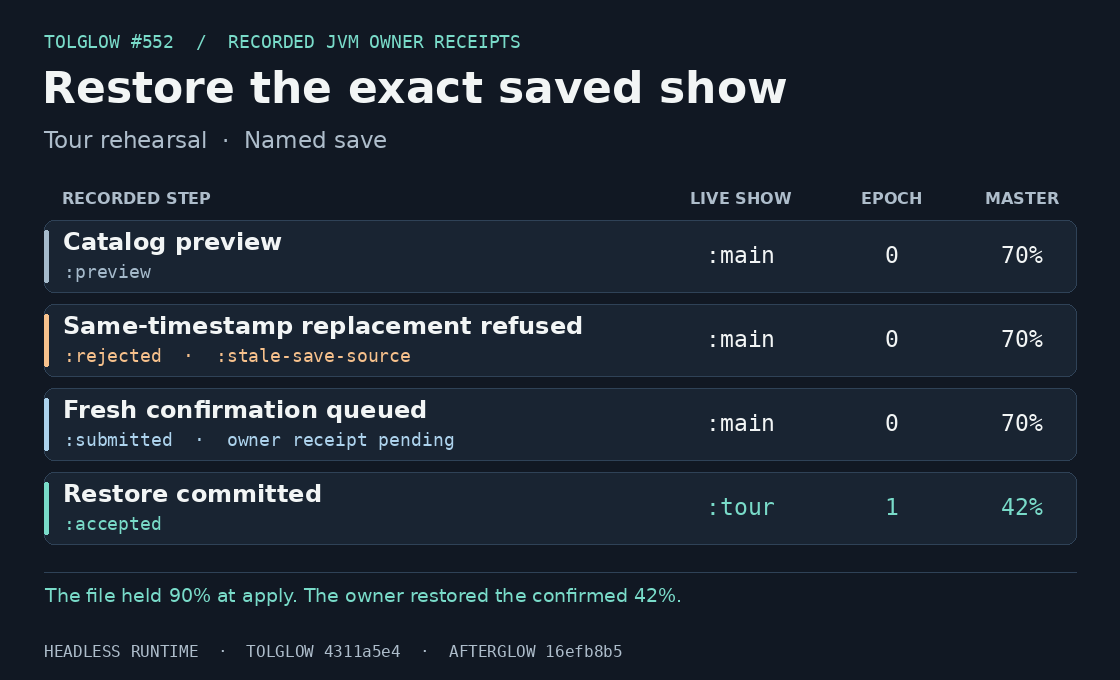 TOLGLOW #552 / RECORDED JVM OWNER RECEIPTS
Restore the exact saved show
Tour rehearsal · Named save
RECORDED STEP LIVE SHOW EPOCH MASTER
Catalog preview
:preview
:main 0 70%
Same-timestamp replacement refused
:rejected · :stale-save-source
:main 0 70%
Fresh confirmation queued
:submitted · owner receipt pending
:main 0 70%
Restore committed
:accepted
:tour 1 42%
The file held 90% at apply. The owner restored the confirmed 42%.
HEADLESS RUNTIME · TOLGLOW 4311a5e4 · AFTERGLOW 16efb8b5